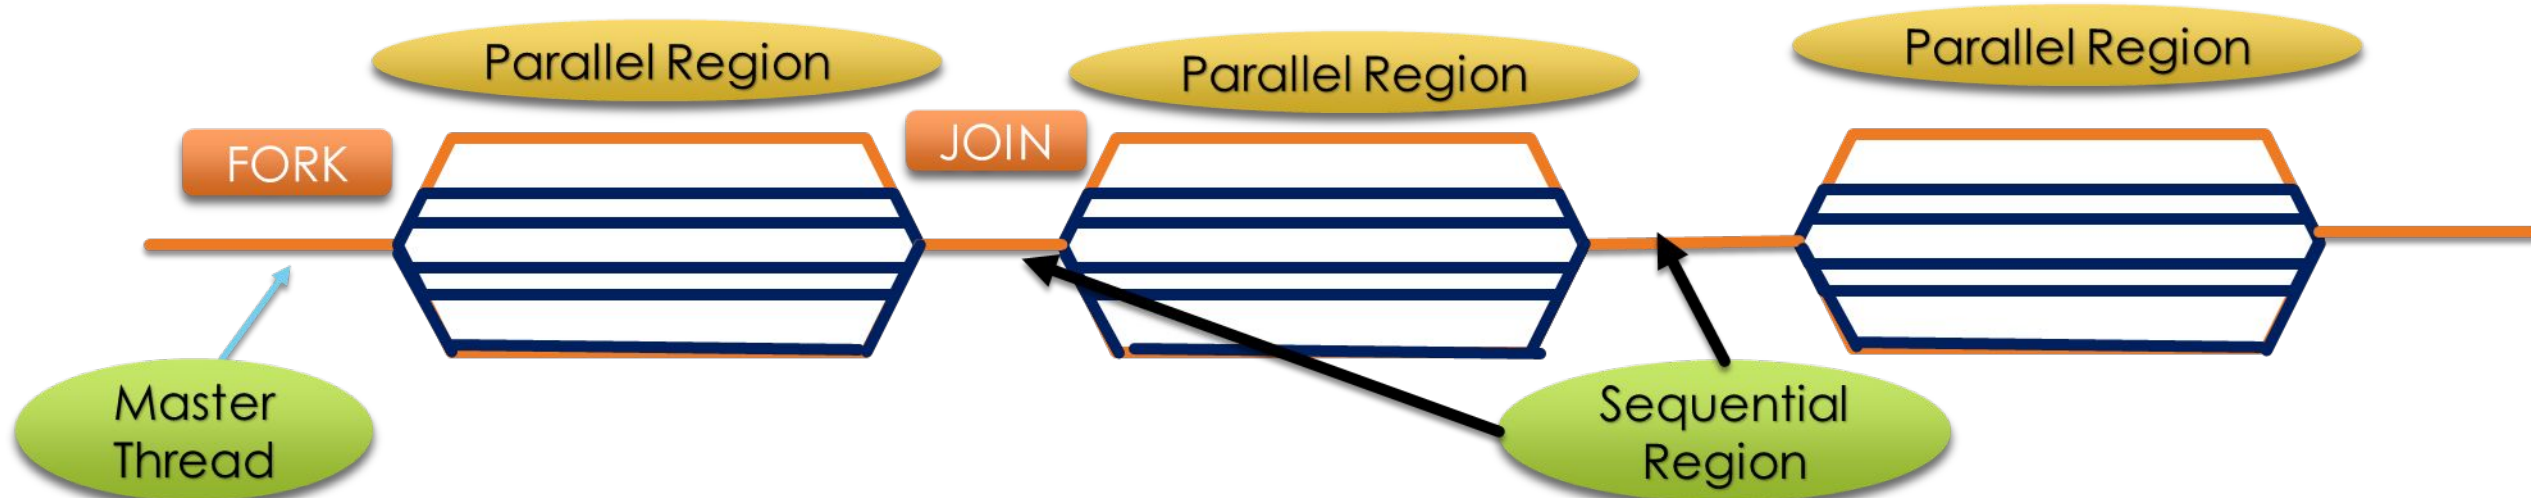 Parallel Region
Parallel Region
Parallel Region
FORK
JOIN
Master
Thread
Sequential
Region